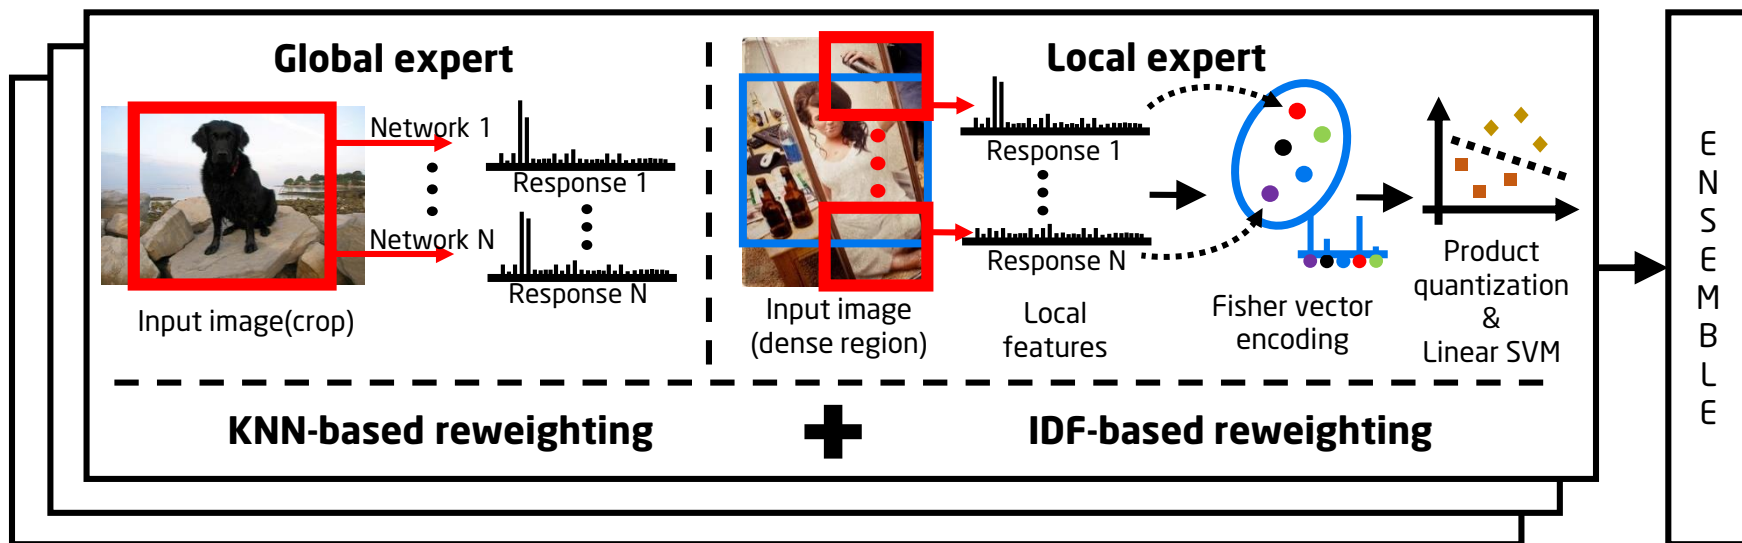 Global expert
Network 1
Response 1
Network N
Response N
Input image(crop)
Local expert
Response 1
Response N
Input image
(dense region)
Local
features
Fisher vector
encoding
Product
quantization
&
Linear SVM
KNN-based reweighting
+
IDF-based reweighting
ENSEMBLE